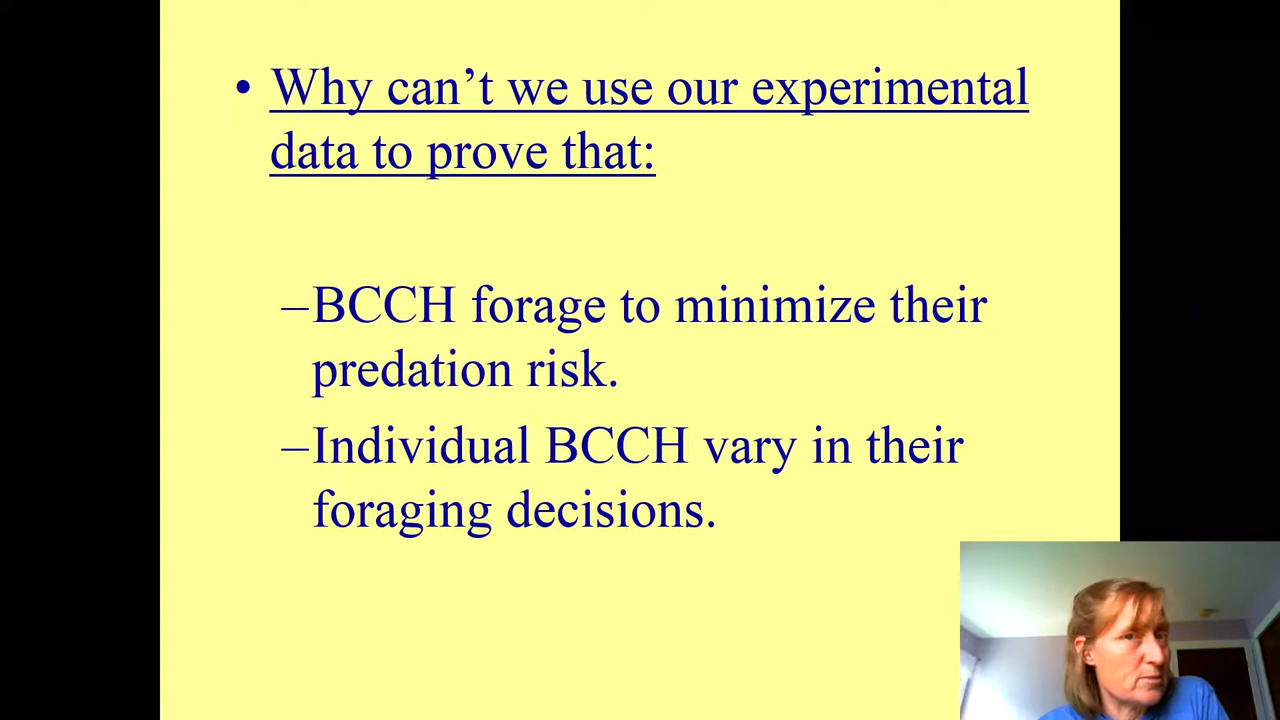 • Why can’t we use our experimental
data to prove that:
–BCCH forage to minimize their
predation risk.
–Individual BCCH vary in their
foraging decisions.